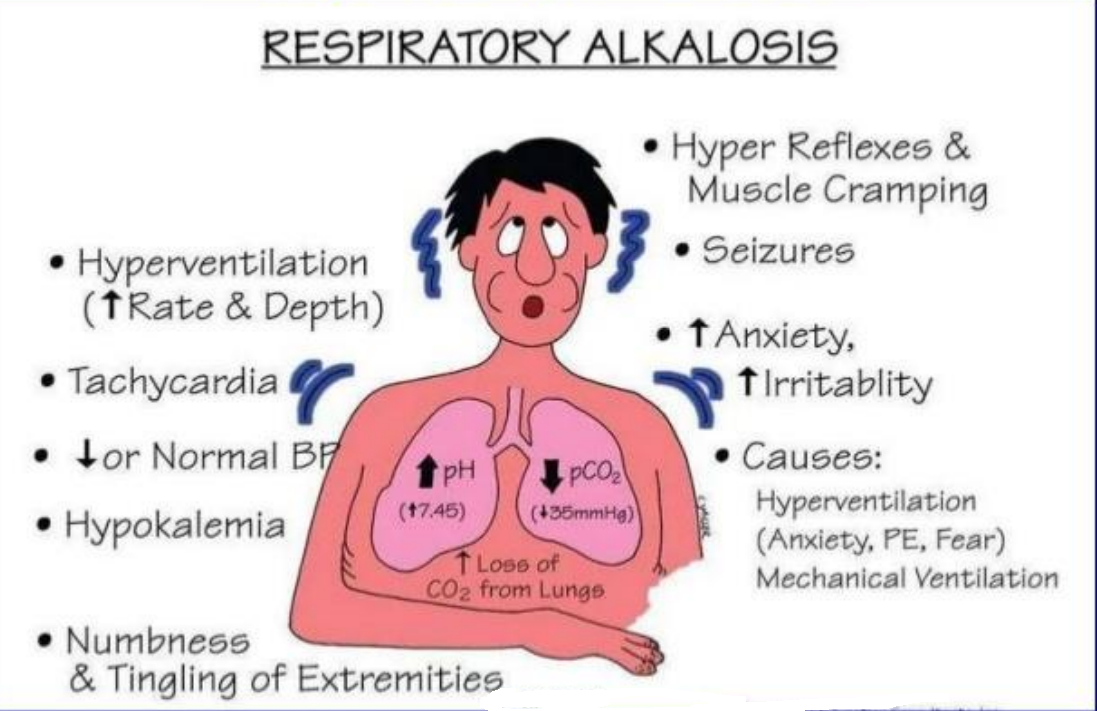 RESPIRATORY ALKALOSIS
• Hyper Reflexes &
Muscle Cramping
• Seizures
• ↑Anxiety,
↑Irritablity
• Causes:
Hyperventilation
(Anxiety, PE, Fear)
Mechanical Ventilation
• Hyperventilation
(↑Rate & Depth)
• Tachycardia
• ↓or Normal BP
• Hypokalemia
• Numbness
& Tingling of Extremities
⬆pH
(↑7.45)
⬇pCO₂
(↓35mmHg)
↑ Loss of
CO₂ from Lungs